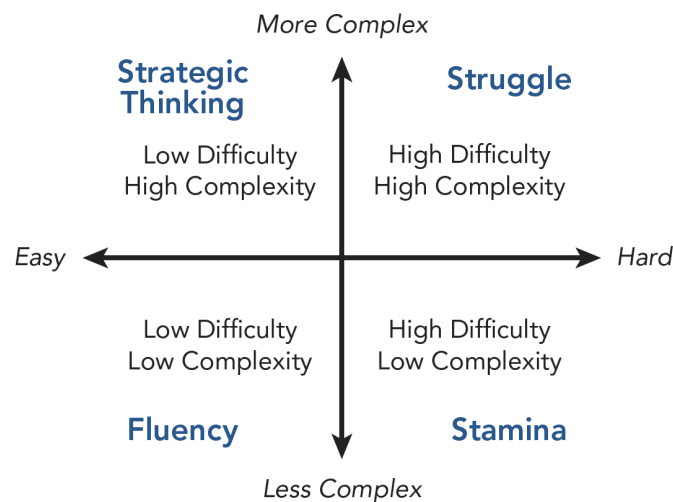 More Complex
Strategic
Thinking
Struggle
Low Difficulty
High Complexity
High Difficulty
High Complexity
Easy
Hard
Low Difficulty
Low Complexity
High Difficulty
Low Complexity
Fluency
Stamina
Less Complex